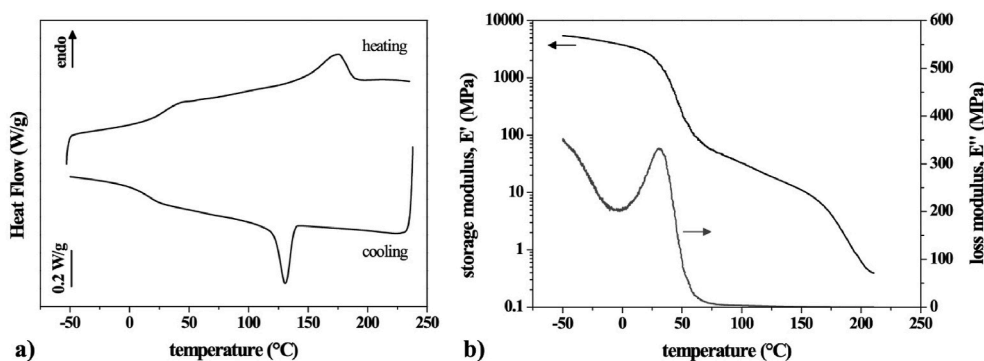 endo
heating
Heat Flow (W/g)
cooling
0.2 W/g
-50 0 50 100 150 200 250
temperature (°C)
a)
10000
1000
100
10
1
0.1
storage modulus, E' (MPa)
600
500
400
300
200
100
0
loss modulus, E'' (MPa)
-50 0 50 100 150 200 250
temperature (°C)
b)